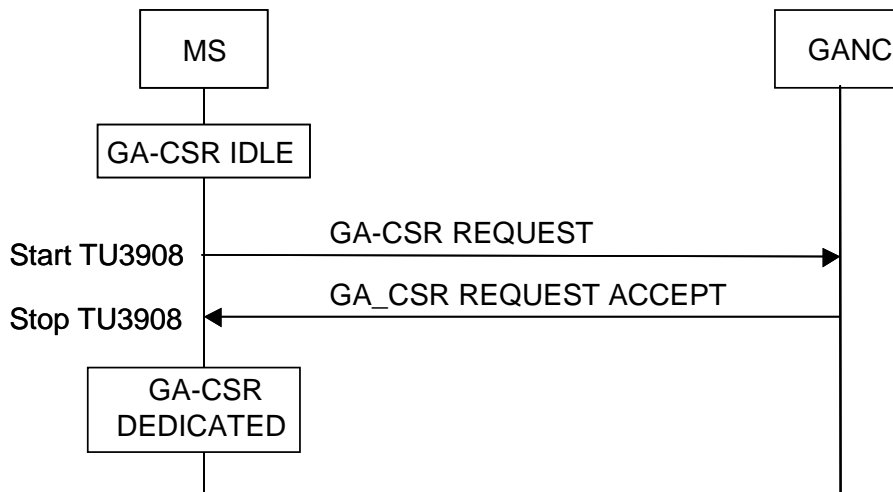 MS
GANC
GA-CSR IDLE
GA-CSR REQUEST
Start TU3908
GA_CSR REQUEST ACCEPT
Stop TU3908
GA-CSR
DEDICATED